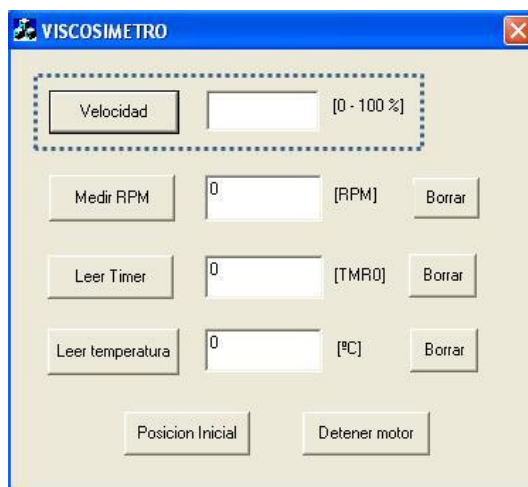 VISCOSIMETRO
Velocidad [0 - 100 %]
Medir RPM 0 [RPM] Borrar
Leer Timer 0 [TMR0] Borrar
Leer temperatura 0 [ºC] Borrar
Posicion Inicial Detener motor